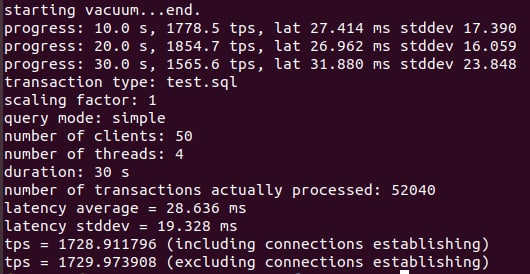 starting vacuum...end.
progress: 10.0 s, 1778.5 tps, lat 27.414 ms stddev 17.390
progress: 20.0 s, 1854.7 tps, lat 26.962 ms stddev 16.059
progress: 30.0 s, 1565.6 tps, lat 31.880 ms stddev 23.848
transaction type: test.sql
scaling factor: 1
query mode: simple
number of clients: 50
number of threads: 4
duration: 30 s
number of transactions actually processed: 52040
latency average = 28.636 ms
latency stddev = 19.328 ms
tps = 1728.911796 (including connections establishing)
tps = 1729.973908 (excluding connections establishing)